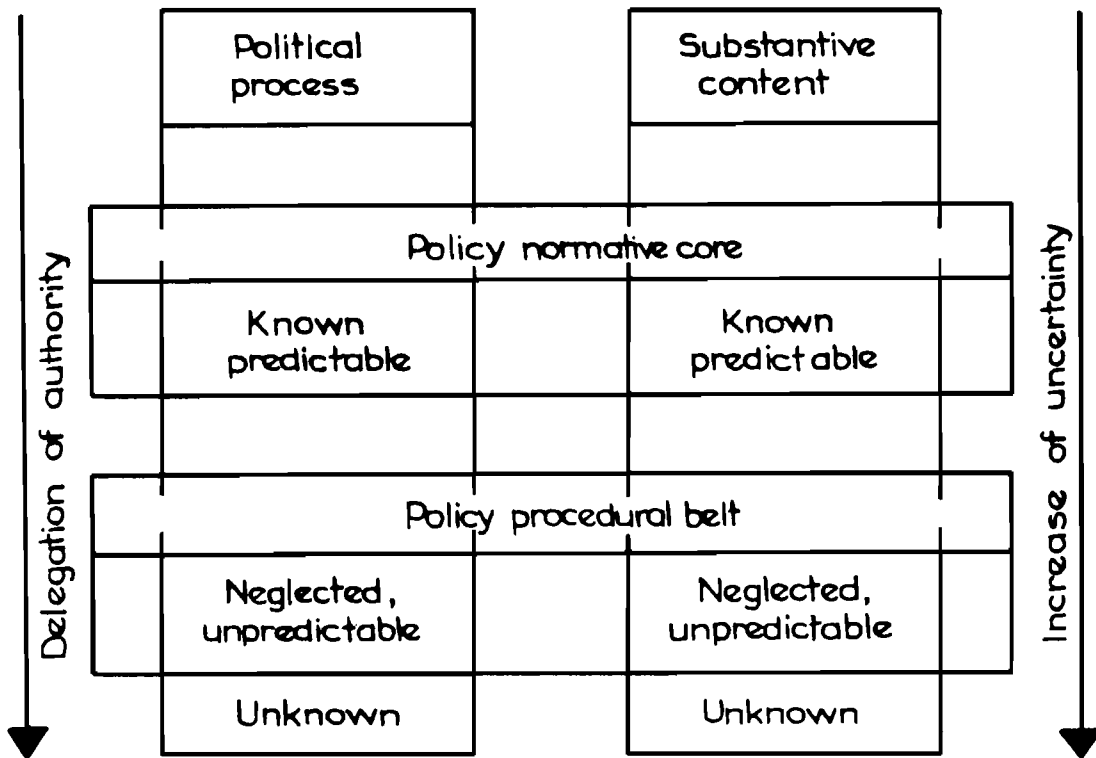 Political
process
Substantive
content
Policy normative core
Known
predictable
Known
predictable
Policy procedural belt
Neglected,
unpredictable
Neglected,
unpredictable
Unknown
Unknown
Delegation of authority
Increase of uncertainty